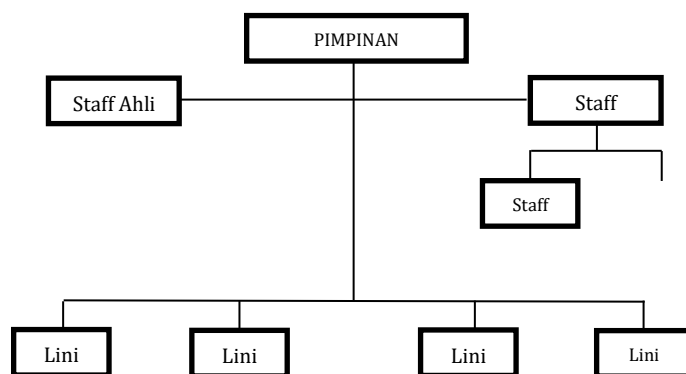 PIMPINAN
Staff Ahli
Staff
Staff
Lini
Lini
Lini
Lini